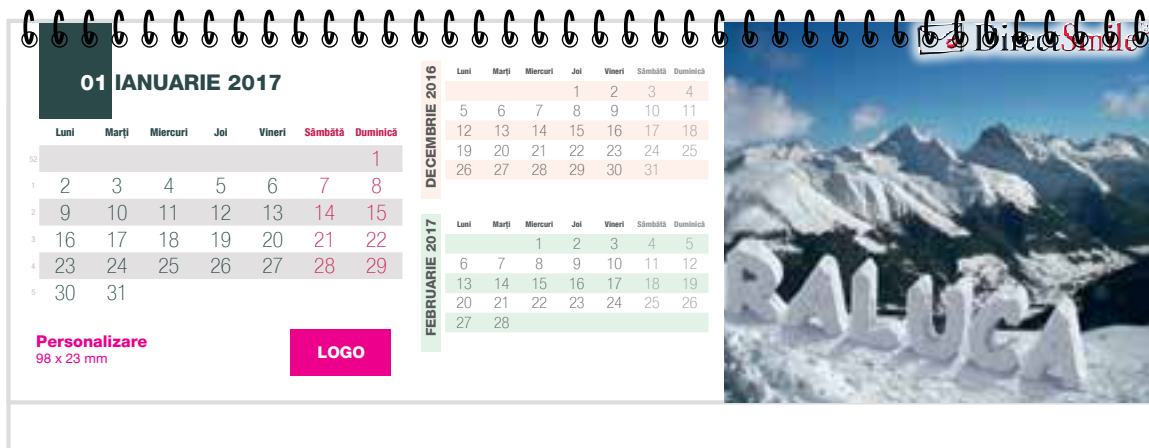 01 IANUARIE 2017
Luni Marți Miercuri Joi Vineri Sâmbătă Duminică
52 1
1 2 3 4 5 6 7 8
2 9 10 11 12 13 14 15
3 16 17 18 19 20 21 22
4 23 24 25 26 27 28 29
5 30 31
Personalizare
98 x 23 mm
LOGO
DECEMBRIE 2016
Luni Marți Miercuri Joi Vineri Sâmbătă Duminică
1 2 3 4
5 6 7 8 9 10 11
12 13 14 15 16 17 18
19 20 21 22 23 24 25
26 27 28 29 30 31
FEBRUARIE 2017
Luni Marți Miercuri Joi Vineri Sâmbătă Duminică
1 2 3 4 5
6 7 8 9 10 11 12
13 14 15 16 17 18 19
20 21 22 23 24 25 26
27 28
DirectSmile
RALUCA